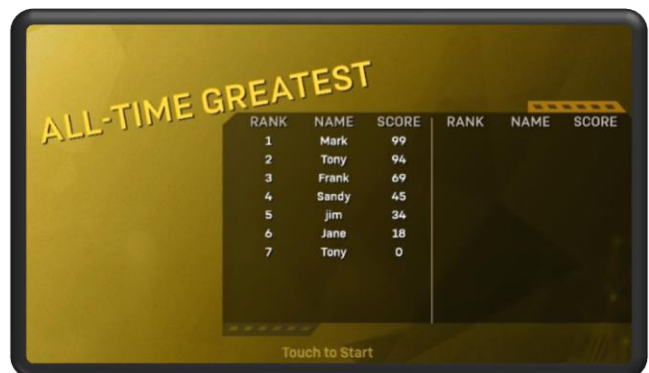 ALL-TIME GREATEST
RANK NAME SCORE RANK NAME SCORE
1 Mark 99
2 Tony 94
3 Frank 69
4 Sandy 45
5 jim 34
6 Jane 18
7 Tony 0
Touch to Start